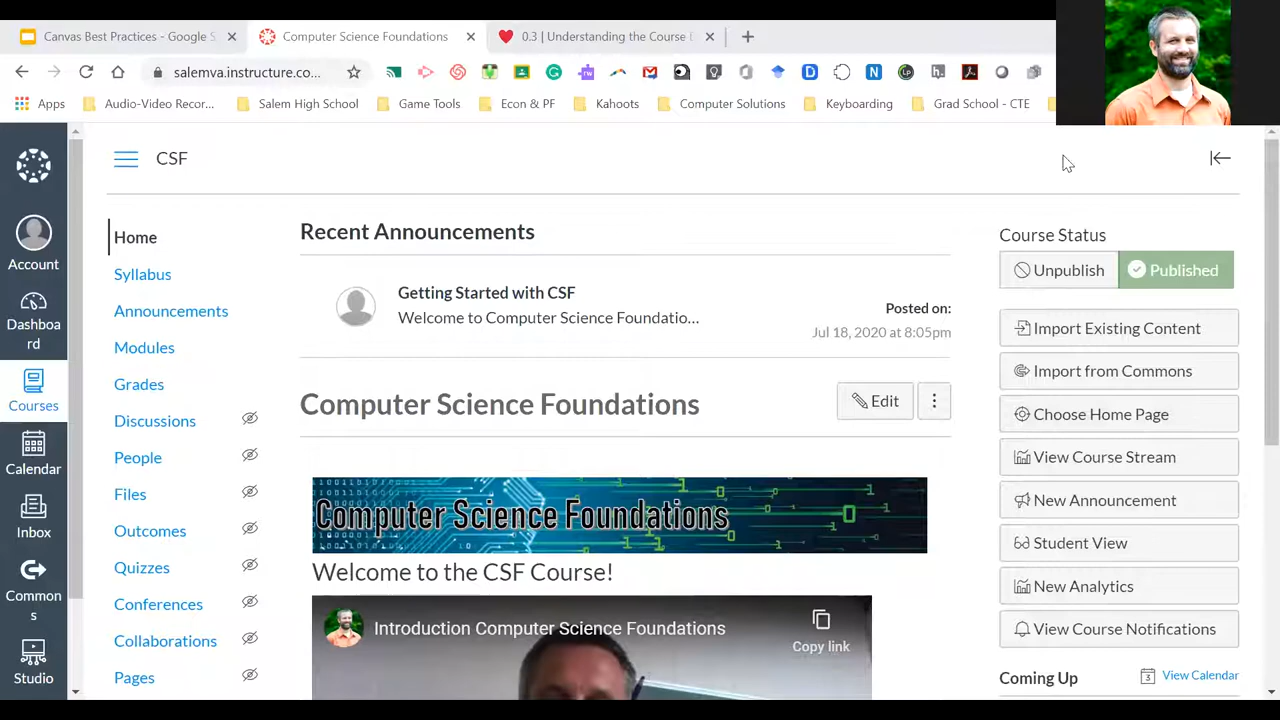 Canvas Best Practices - Google S
Computer Science Foundations
0.3 | Understanding the Course
salemva.instructure.co...
Apps
Audio-Video Recor...
Salem High School
Game Tools
Econ & PF
Kahoots
Computer Solutions
Keyboarding
Grad School - CTE
CSF
Account
Dashboa
rd
Courses
Calendar
Inbox
Common
s
Studio
Home
Syllabus
Announcements
Modules
Grades
Discussions
People
Files
Outcomes
Quizzes
Conferences
Collaborations
Pages
Recent Announcements
Getting Started with CSF
Welcome to Computer Science Foundatio...
Posted on:
Jul 18, 2020 at 8:05pm
Computer Science Foundations
Edit
Computer Science Foundations
Welcome to the CSF Course!
Introduction Computer Science Foundations
Copy link
Course Status
Unpublish
Published
Import Existing Content
Import from Commons
Choose Home Page
View Course Stream
New Announcement
Student View
New Analytics
View Course Notifications
Coming Up
View Calendar